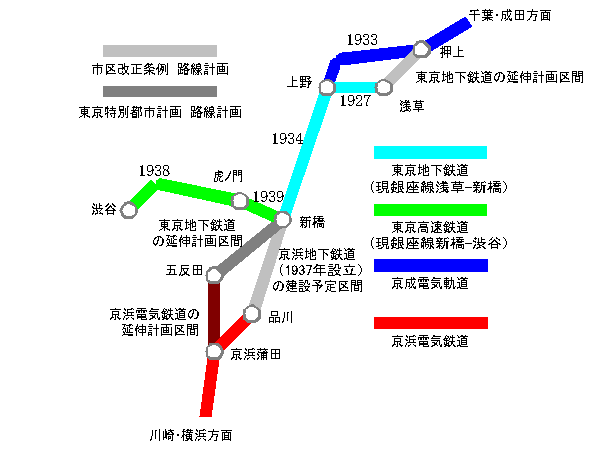 千葉・成田方面
1933
押上
市区改正条例 路線計画
上野
東京地下鉄道の延伸計画区間
1927
浅草
東京特別都市計画 路線計画
1934
東京地下鉄道
(現銀座線浅草-新橋)
1938
虎ノ門
1939
渋谷
新橋
東京地下鉄道
の延伸計画区間
東京高速鉄道
(現銀座線新橋-渋谷)
京浜地下鉄道
(1937年設立)
の建設予定区間
五反田
京成電気軌道
京浜電気鉄道の
延伸計画区間
品川
京浜電気鉄道
京浜蒲田
川崎・横浜方面